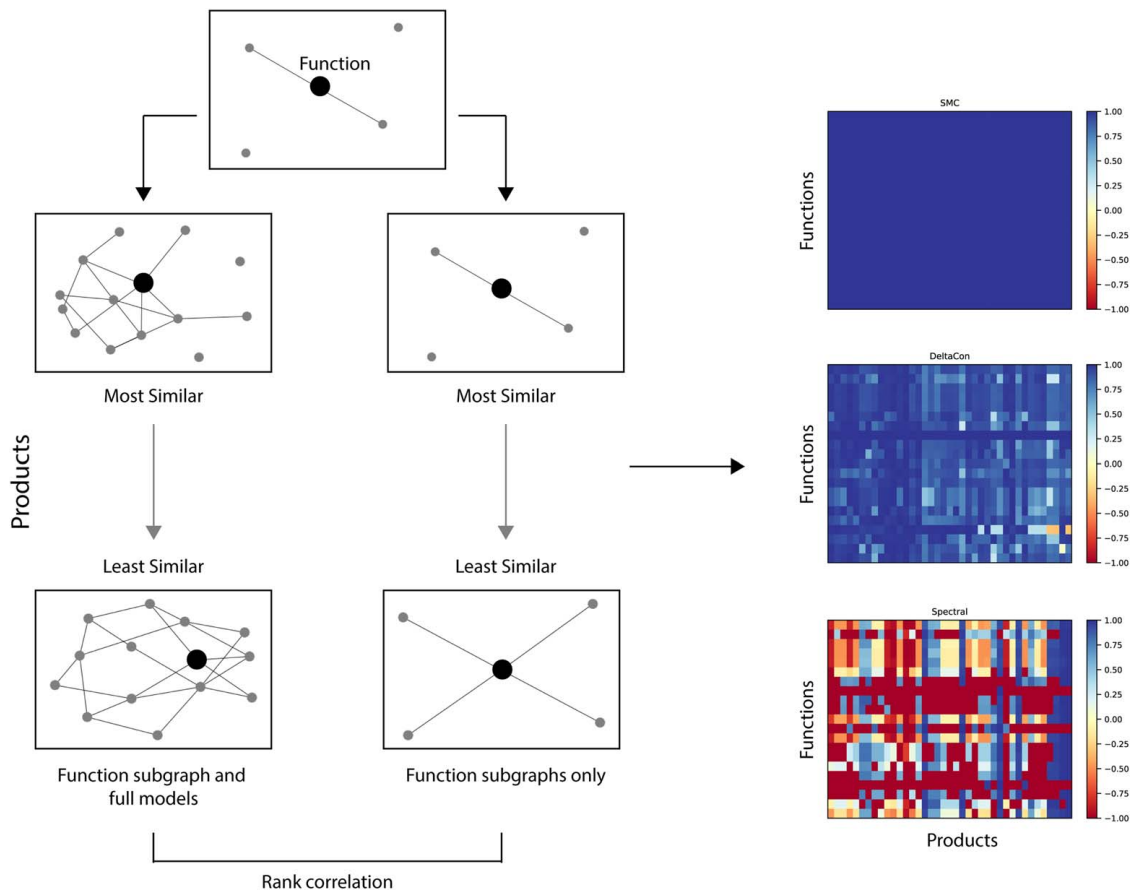 Function
Most Similar
Most Similar
Products
Least Similar
Least Similar
Function subgraph and
full models
Function subgraphs only
Rank correlation
SMC
Functions
1.00
0.75
0.50
0.25
0.00
−0.25
−0.50
−0.75
−1.00
DeltaCon
Functions
1.00
0.75
0.50
0.25
0.00
−0.25
−0.50
−0.75
−1.00
Spectral
Functions
1.00
0.75
0.50
0.25
0.00
−0.25
−0.50
−0.75
−1.00
Products